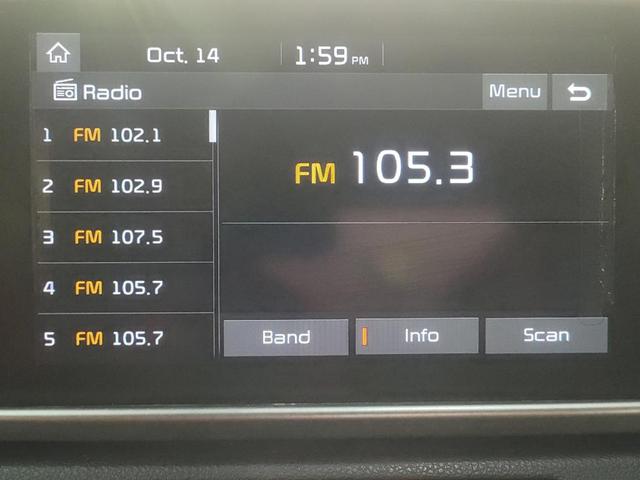 Oct. 14 1:59 PM
Radio Menu
1 FM 102.1
2 FM 102.9
3 FM 107.5
4 FM 105.7
5 FM 105.7
FM 105.3
Band Info Scan